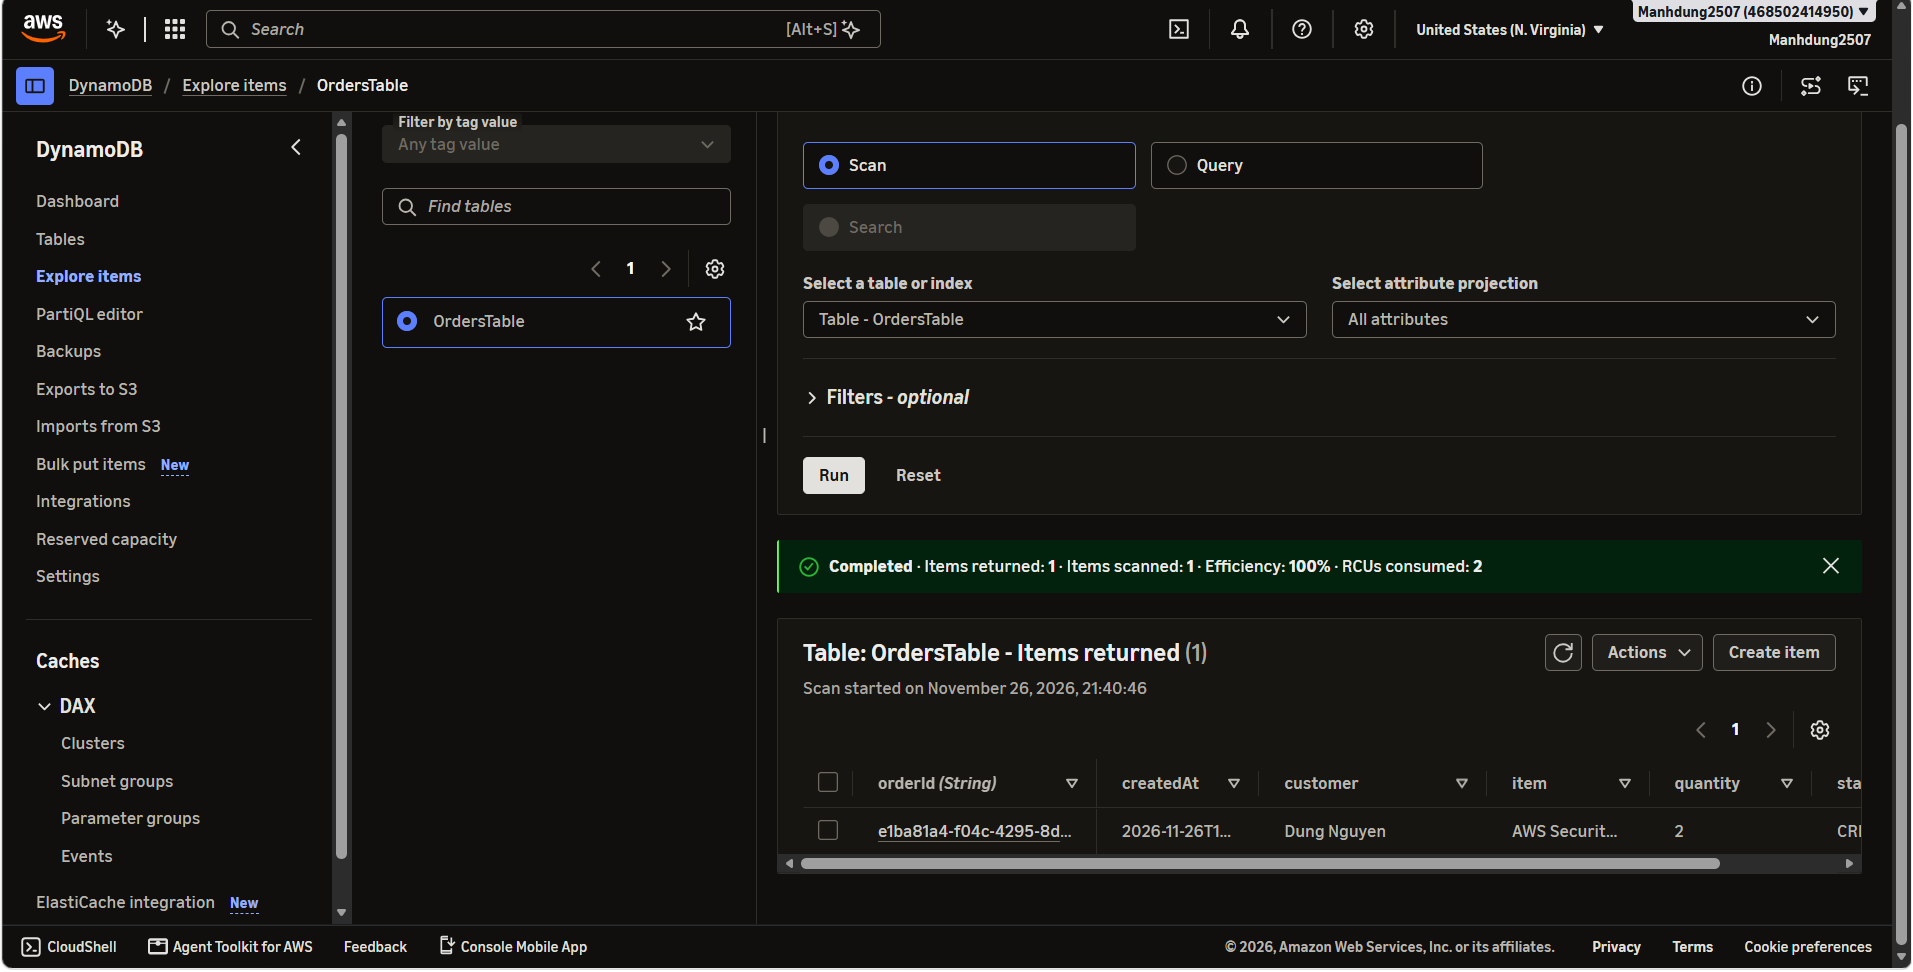 aws
Search
[Alt+S]
United States (N. Virginia)
Manhdung2507 (468502414950)
Manhdung2507
DynamoDB / Explore items / OrdersTable
DynamoDB
Dashboard
Tables
Explore items
PartiQL editor
Backups
Exports to S3
Imports from S3
Bulk put items New
Integrations
Reserved capacity
Settings
Caches
DAX
Clusters
Subnet groups
Parameter groups
Events
ElastiCache integration New
Filter by tag value
Any tag value
Find tables
1
OrdersTable
Scan
Query
Search
Select a table or index
Table - OrdersTable
Select attribute projection
All attributes
Filters - optional
Run
Reset
Completed · Items returned: 1 · Items scanned: 1 · Efficiency: 100% · RCUs consumed: 2
Table: OrdersTable - Items returned (1)
Scan started on November 26, 2026, 21:40:46
Actions
Create item
1
orderId (String) createdAt customer item quantity sta
e1ba81a4-f04c-4295-8d... 2026-11-26T1... Dung Nguyen AWS Securit... 2 CRI
CloudShell
Agent Toolkit for AWS
Feedback
Console Mobile App
© 2026, Amazon Web Services, Inc. or its affiliates.
Privacy
Terms
Cookie preferences